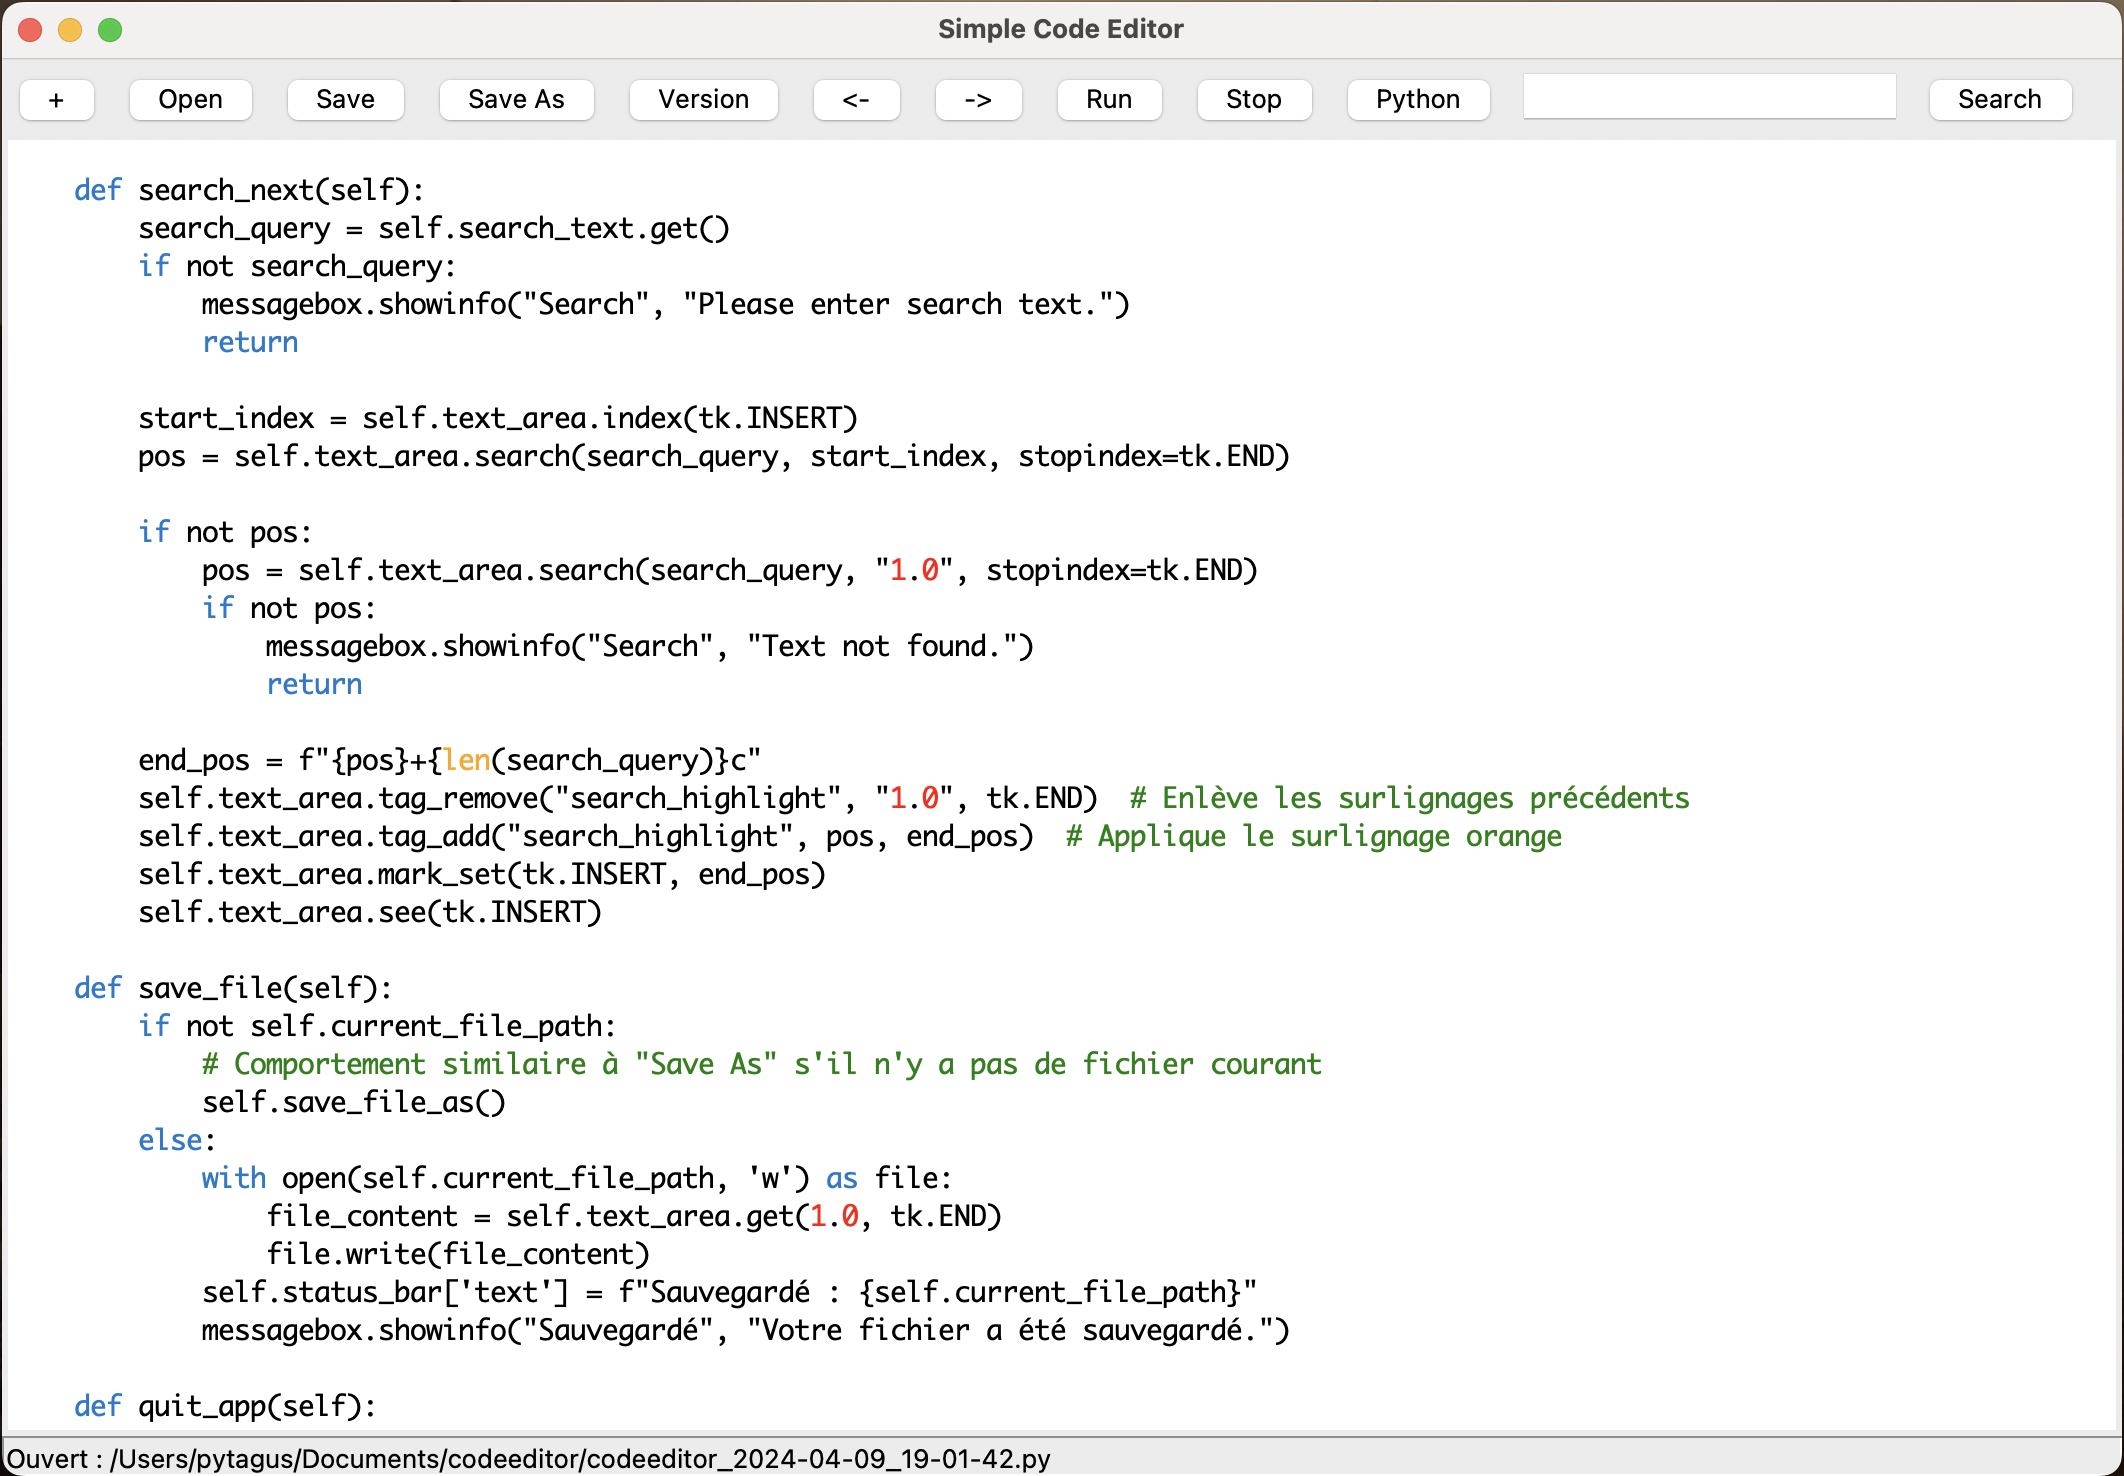 Simple Code Editor
+ Open Save Save As Version <- -> Run Stop Python Search
    def search_next(self):
        search_query = self.search_text.get()
        if not search_query:
            messagebox.showinfo("Search", "Please enter search text.")
            return

        start_index = self.text_area.index(tk.INSERT)
        pos = self.text_area.search(search_query, start_index, stopindex=tk.END)

        if not pos:
            pos = self.text_area.search(search_query, "1.0", stopindex=tk.END)
            if not pos:
                messagebox.showinfo("Search", "Text not found.")
                return

        end_pos = f"{pos}+{len(search_query)}c"
        self.text_area.tag_remove("search_highlight", "1.0", tk.END)  # Enlève les surlignages précédents
        self.text_area.tag_add("search_highlight", pos, end_pos)  # Applique le surlignage orange
        self.text_area.mark_set(tk.INSERT, end_pos)
        self.text_area.see(tk.INSERT)

    def save_file(self):
        if not self.current_file_path:
            # Comportement similaire à "Save As" s'il n'y a pas de fichier courant
            self.save_file_as()
        else:
            with open(self.current_file_path, 'w') as file:
                file_content = self.text_area.get(1.0, tk.END)
                file.write(file_content)
            self.status_bar['text'] = f"Sauvegardé : {self.current_file_path}"
            messagebox.showinfo("Sauvegardé", "Votre fichier a été sauvegardé.")

    def quit_app(self):
Ouvert : /Users/pytagus/Documents/codeeditor/codeeditor_2024-04-09_19-01-42.py